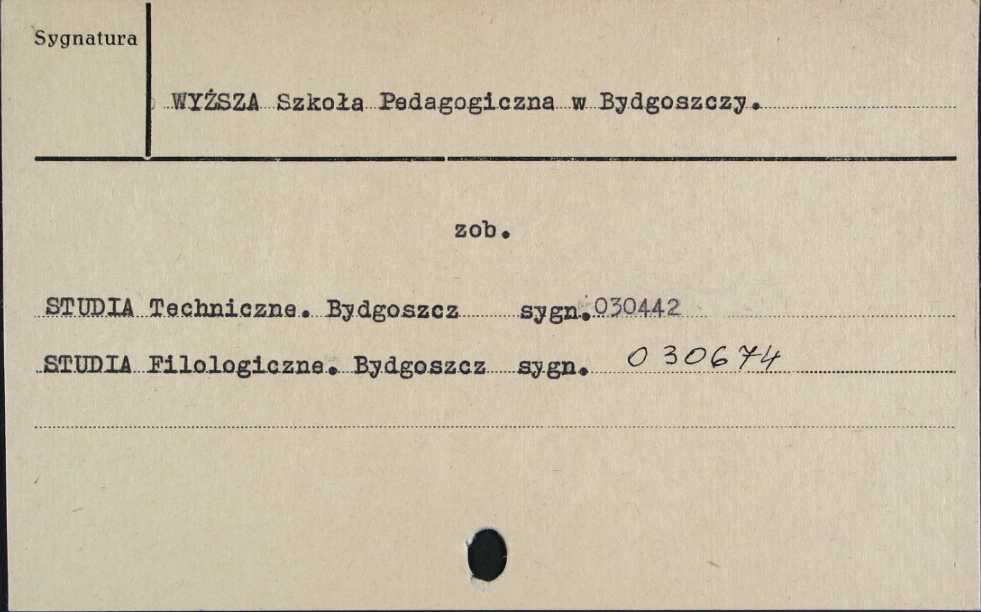 Sygnatura
WYŻSZA Szkoła Pedagogiczna w Bydgoszczy.
zob.
STUDIA Techniczne. Bydgoszcz sygn. 030442
STUDIA Filologiczne. Bydgoszcz sygn. 030674